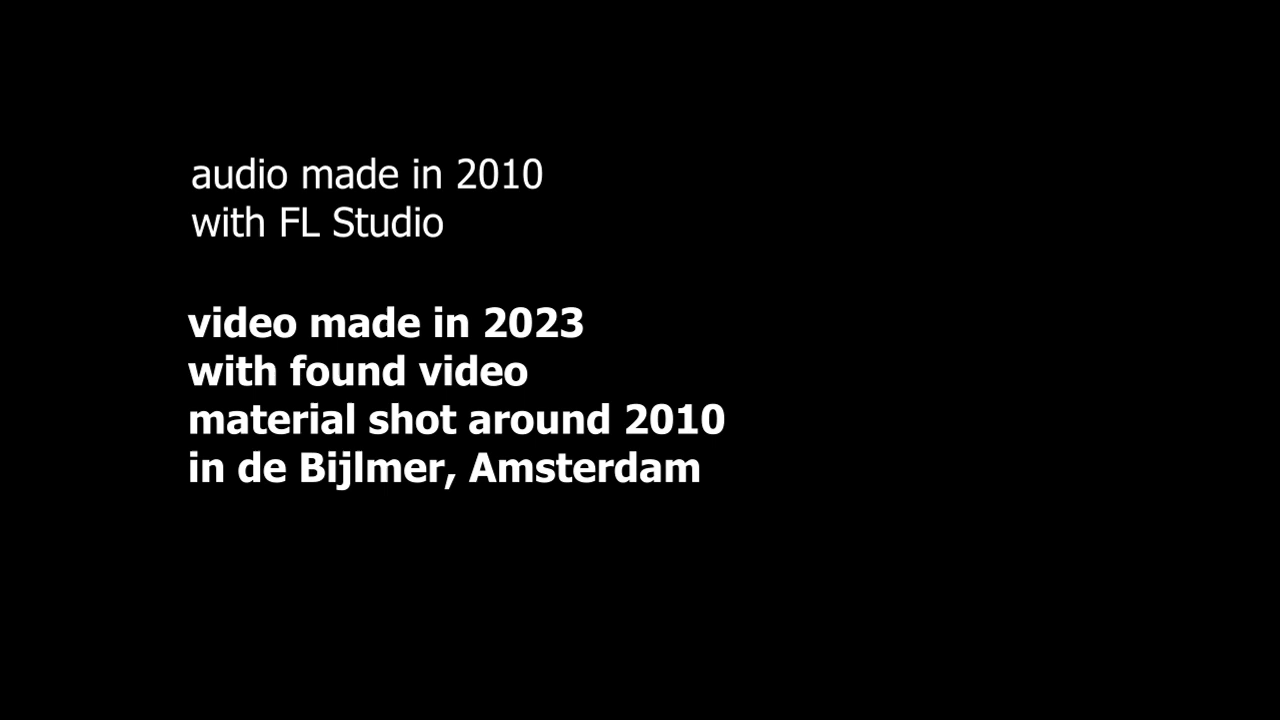 audio made in 2010
with FL Studio
video made in 2023
with found video
material shot around 2010
in de Bijlmer, Amsterdam